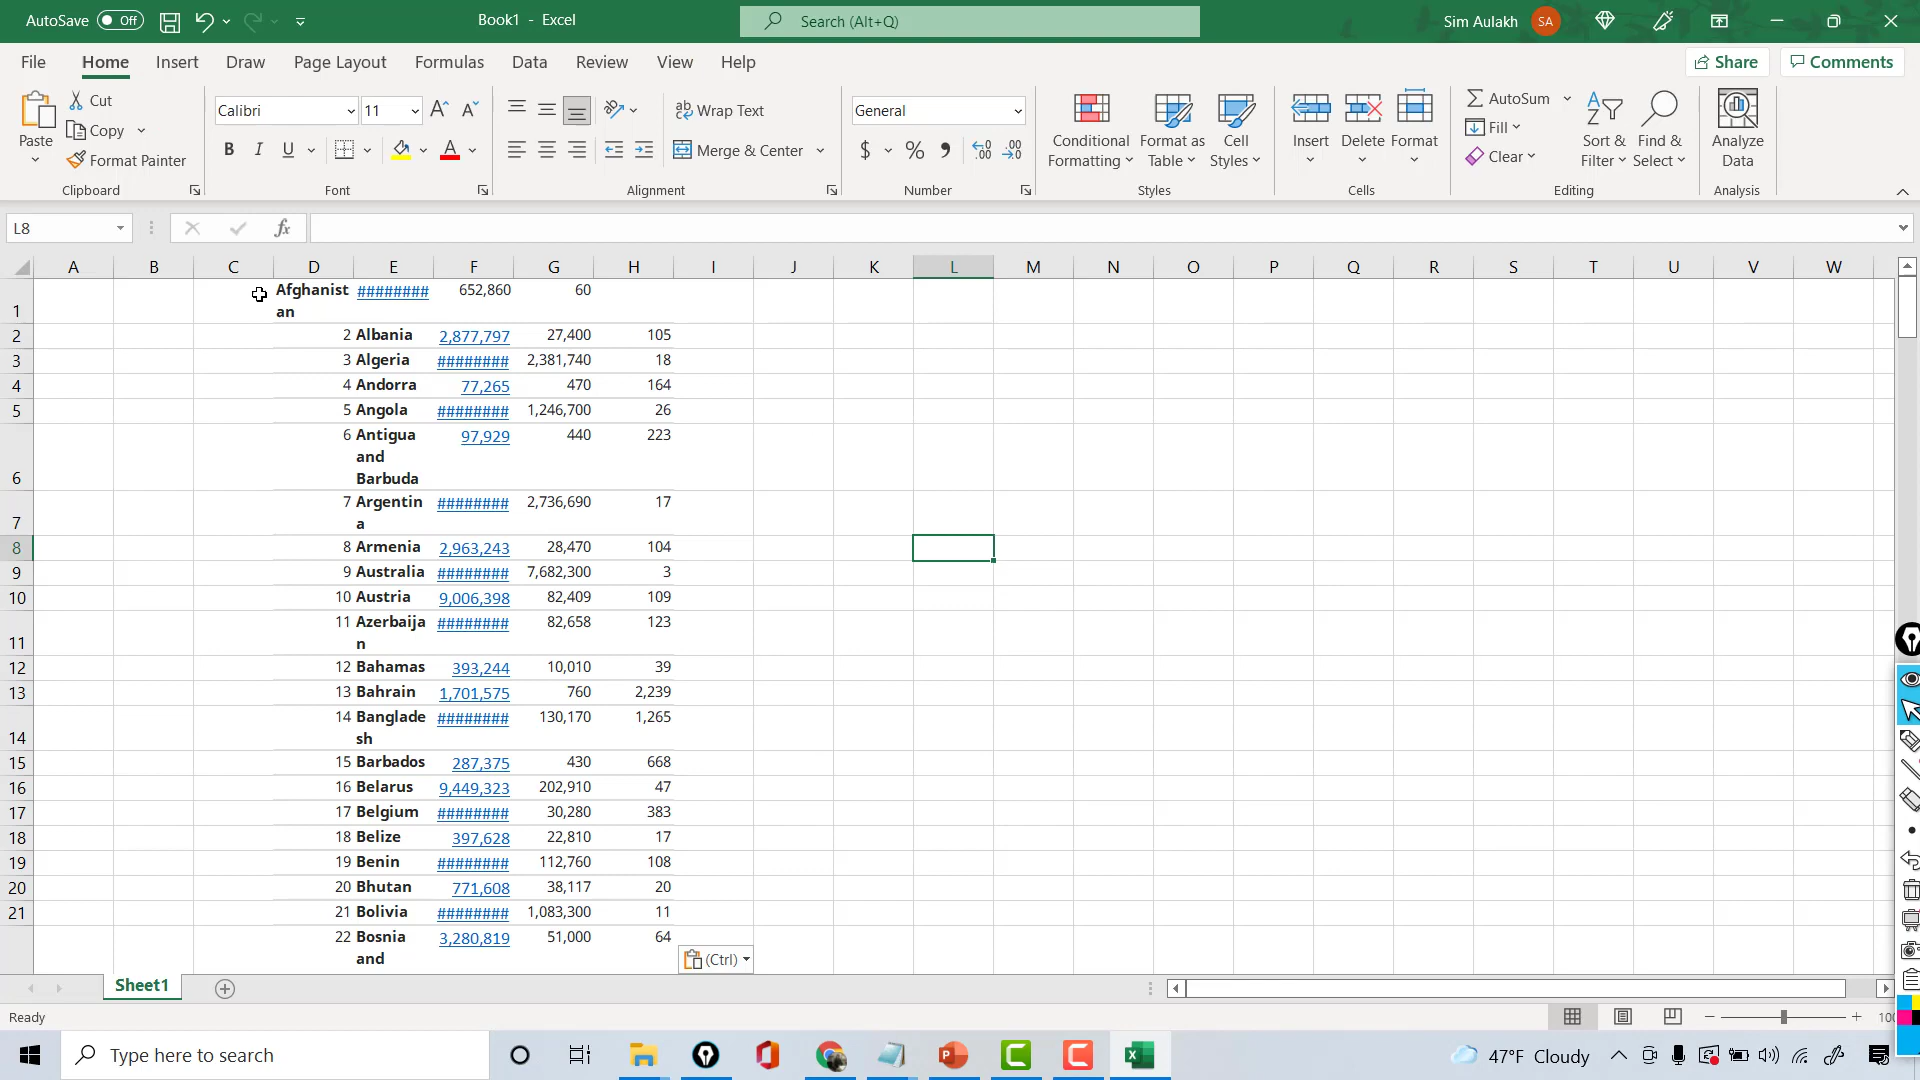 AutoSave Off Book1 - Excel Search (Alt+Q) Sim Aulakh SA
File Home Insert Draw Page Layout Formulas Data Review View Help Share Comments
Paste Cut Copy Format Painter Clipboard
Calibri 11 B I U A Font
ab Wrap Text Merge & Center Alignment
General $ % Number
Conditional Formatting Format as Table Cell Styles Styles
Insert Delete Format Cells
AutoSum Fill Clear Sort & Filter Find & Select Editing
Analyze Data Analysis
L8 fx
A B C D E F G H I J K L M N O P Q R S T U V W
1 Afghanistan ######## 652,860 60
2 2 Albania 2,877,797 27,400 105
3 3 Algeria ######## 2,381,740 18
4 4 Andorra 77,265 470 164
5 5 Angola ######## 1,246,700 26
6 6 Antigua and Barbuda 97,929 440 223
7 7 Argentina ######## 2,736,690 17
8 8 Armenia 2,963,243 28,470 104
9 9 Australia ######## 7,682,300 3
10 10 Austria 9,006,398 82,409 109
11 11 Azerbaijan ######## 82,658 123
12 12 Bahamas 393,244 10,010 39
13 13 Bahrain 1,701,575 760 2,239
14 14 Bangladesh ######## 130,170 1,265
15 15 Barbados 287,375 430 668
16 16 Belarus 9,449,323 202,910 47
17 17 Belgium ######## 30,280 383
18 18 Belize 397,628 22,810 17
19 19 Benin ######## 112,760 108
20 20 Bhutan 771,608 38,117 20
21 21 Bolivia ######## 1,083,300 11
22 Bosnia and 3,280,819 51,000 64
(Ctrl)
Sheet1
Ready
Type here to search 47°F Cloudy